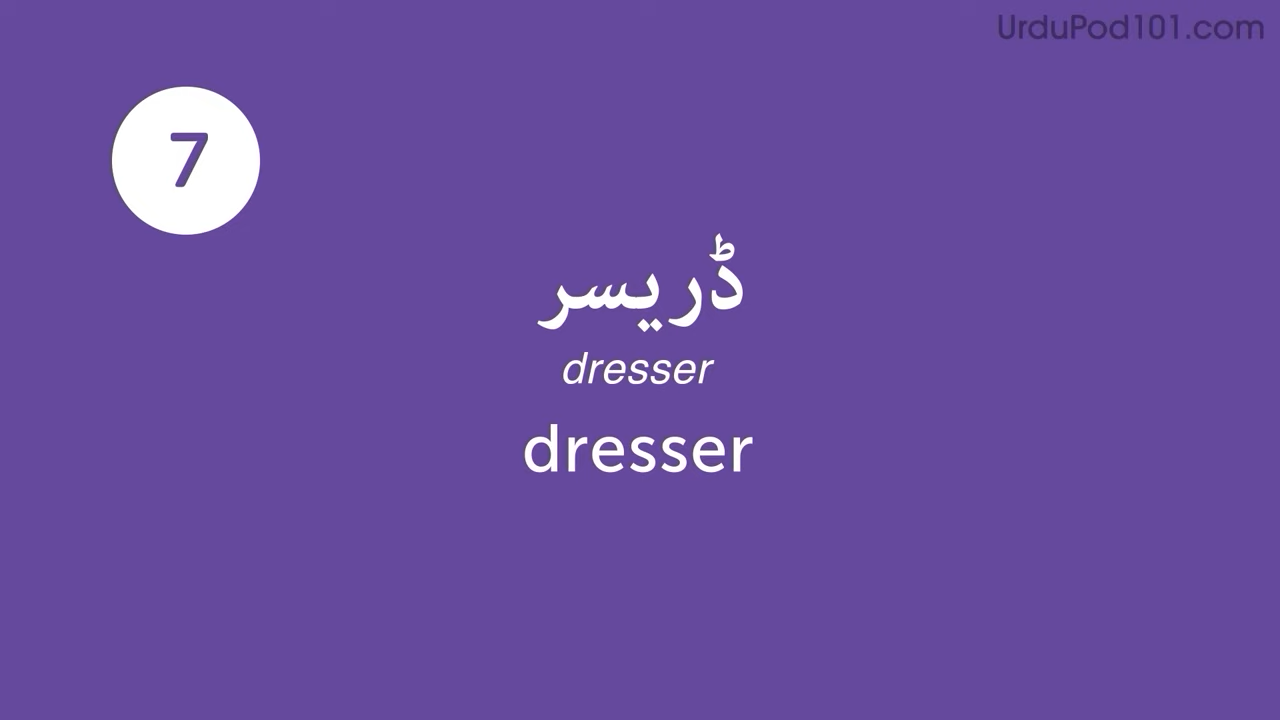 UrduPod101.com
7
ڈریسر
dresser
dresser